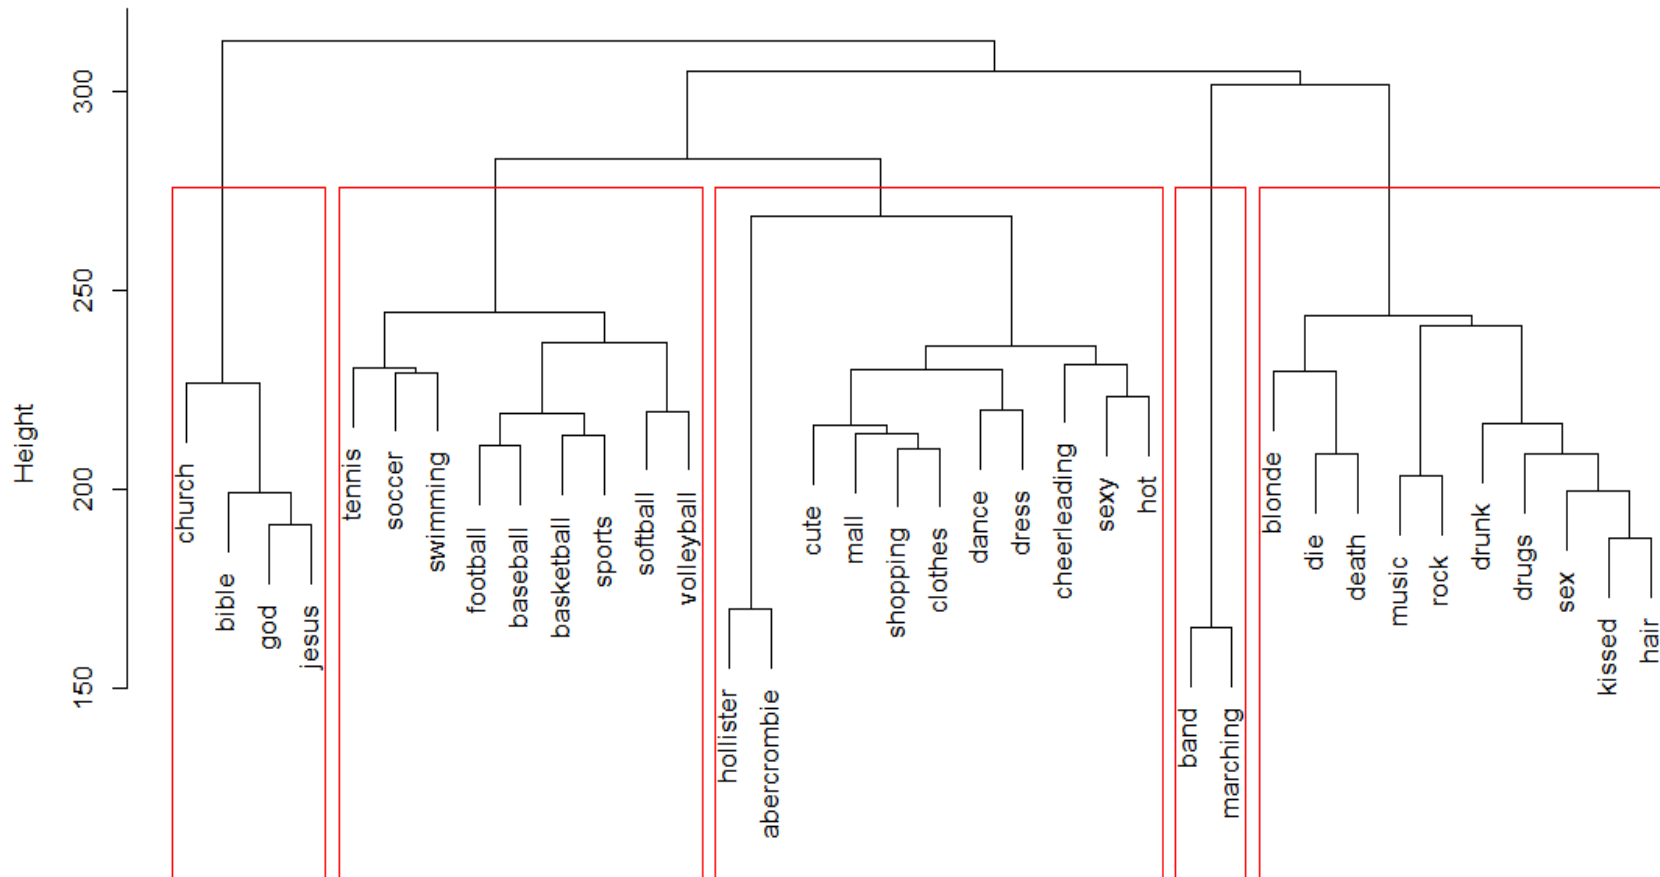 Height
300
250
200
150
church
bible
god
jesus
tennis
soccer
swimming
football
baseball
basketball
sports
softball
volleyball
hollister
abercrombie
cute
mall
shopping
clothes
dance
dress
cheerleading
sexy
hot
band
marching
blonde
die
death
music
rock
drunk
drugs
sex
kissed
hair